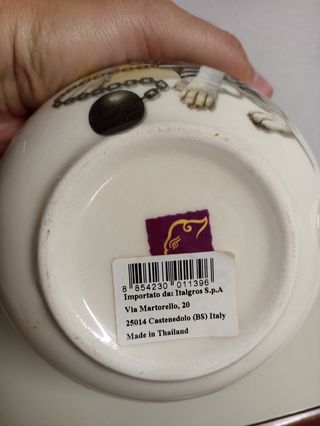 8 854230 011396
Importato da: Italgros S.p.A
Via Martorello, 20
25014 Castenedolo (BS) Italy
Made in Thailand